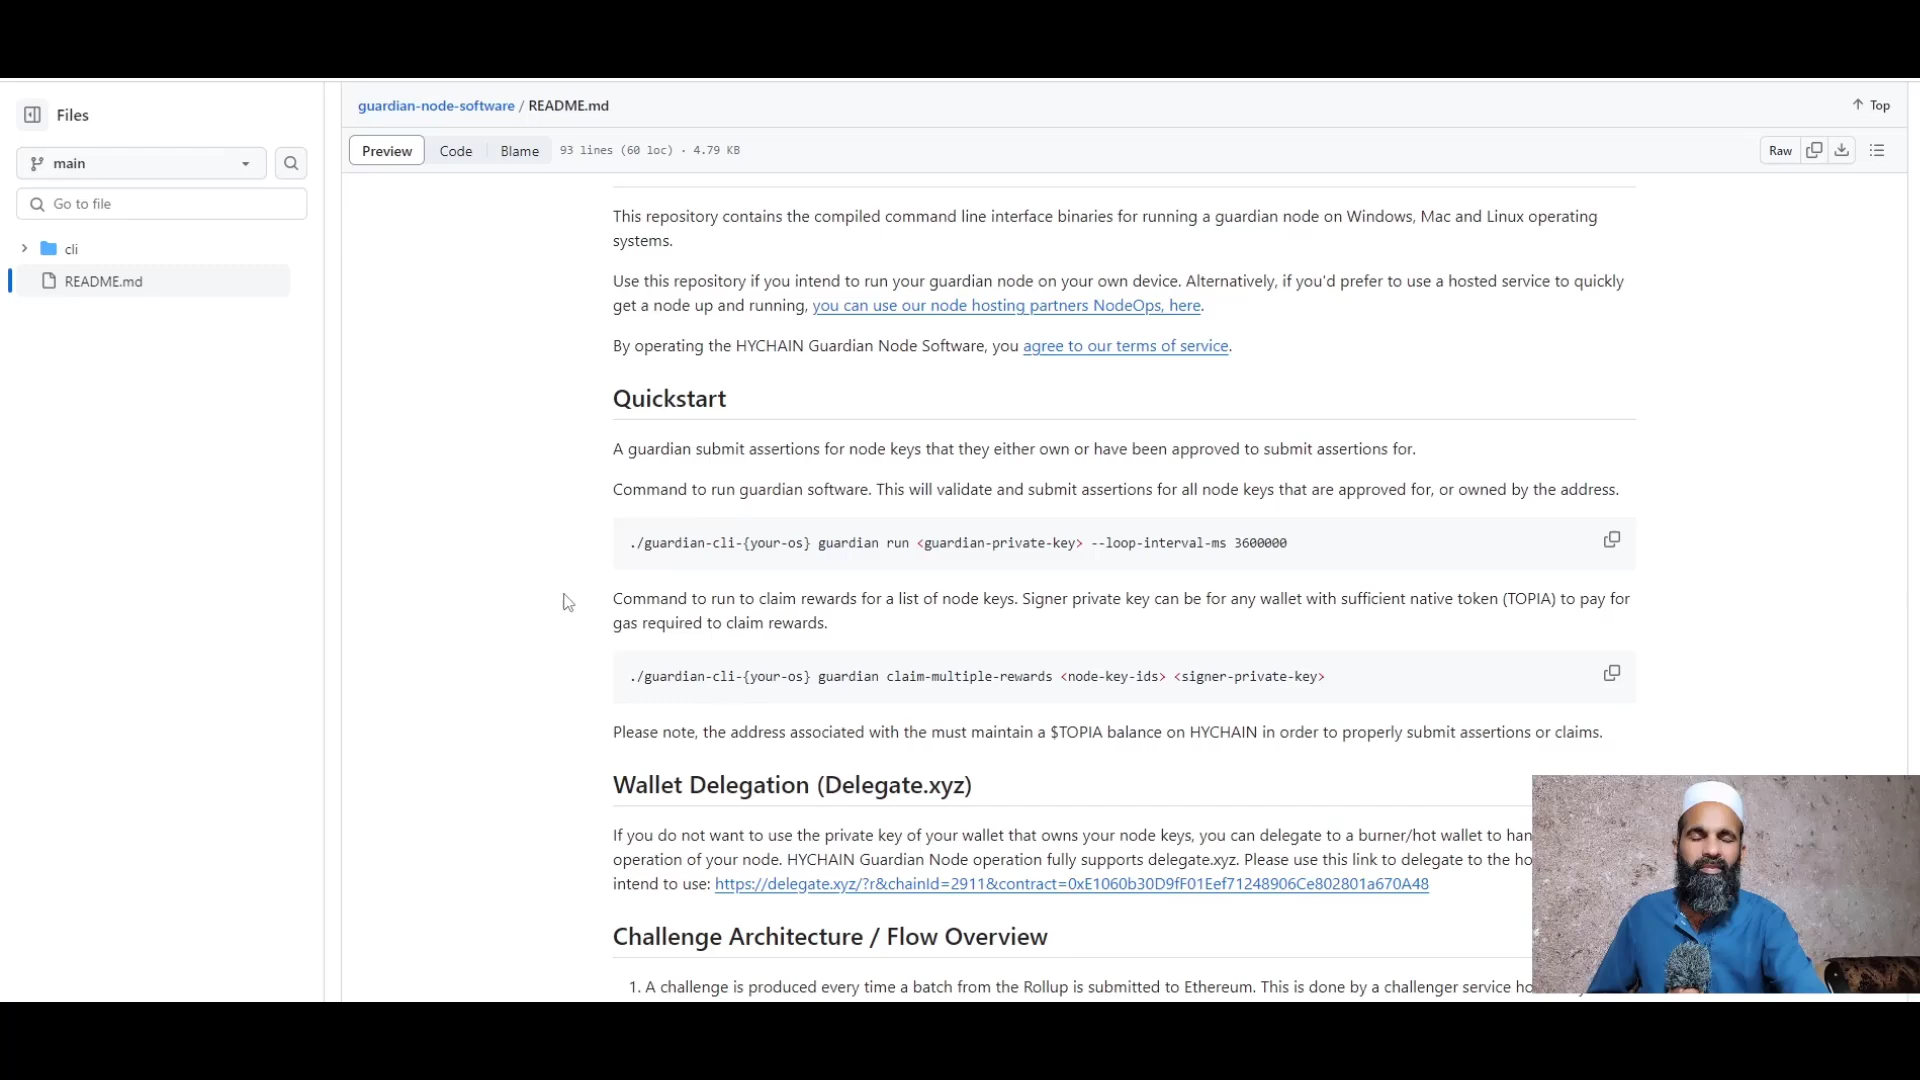 Files
main
Go to file
cli
README.md
guardian-node-software / README.md
Top
Preview Code Blame 93 lines (60 loc) · 4.79 KB
Raw
This repository contains the compiled command line interface binaries for running a guardian node on Windows, Mac and Linux operating
systems.
Use this repository if you intend to run your guardian node on your own device. Alternatively, if you'd prefer to use a hosted service to quickly
get a node up and running, you can use our node hosting partners NodeOps, here.
By operating the HYCHAIN Guardian Node Software, you agree to our terms of service.
Quickstart
A guardian submit assertions for node keys that they either own or have been approved to submit assertions for.
Command to run guardian software. This will validate and submit assertions for all node keys that are approved for, or owned by the address.
./guardian-cli-{your-os} guardian run <guardian-private-key> --loop-interval-ms 3600000
Command to run to claim rewards for a list of node keys. Signer private key can be for any wallet with sufficient native token (TOPIA) to pay for
gas required to claim rewards.
./guardian-cli-{your-os} guardian claim-multiple-rewards <node-key-ids> <signer-private-key>
Please note, the address associated with the must maintain a $TOPIA balance on HYCHAIN in order to properly submit assertions or claims.
Wallet Delegation (Delegate.xyz)
If you do not want to use the private key of your wallet that owns your node keys, you can delegate to a burner/hot wallet to han
operation of your node. HYCHAIN Guardian Node operation fully supports delegate.xyz. Please use this link to delegate to the ho
intend to use: https://delegate.xyz/?r&chainId=2911&contract=0xE1060b30D9fF01Eef71248906Ce802801a670A48
Challenge Architecture / Flow Overview
1. A challenge is produced every time a batch from the Rollup is submitted to Ethereum. This is done by a challenger service ho